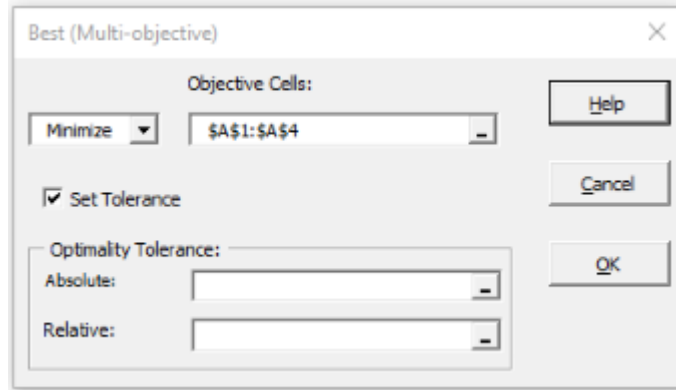 Best (Multi-objective)
Objective Cells:
Minimize
$A$1:$A$4
Help
Set Tolerance
Cancel
Optimality Tolerance:
Absolute:
OK
Relative: